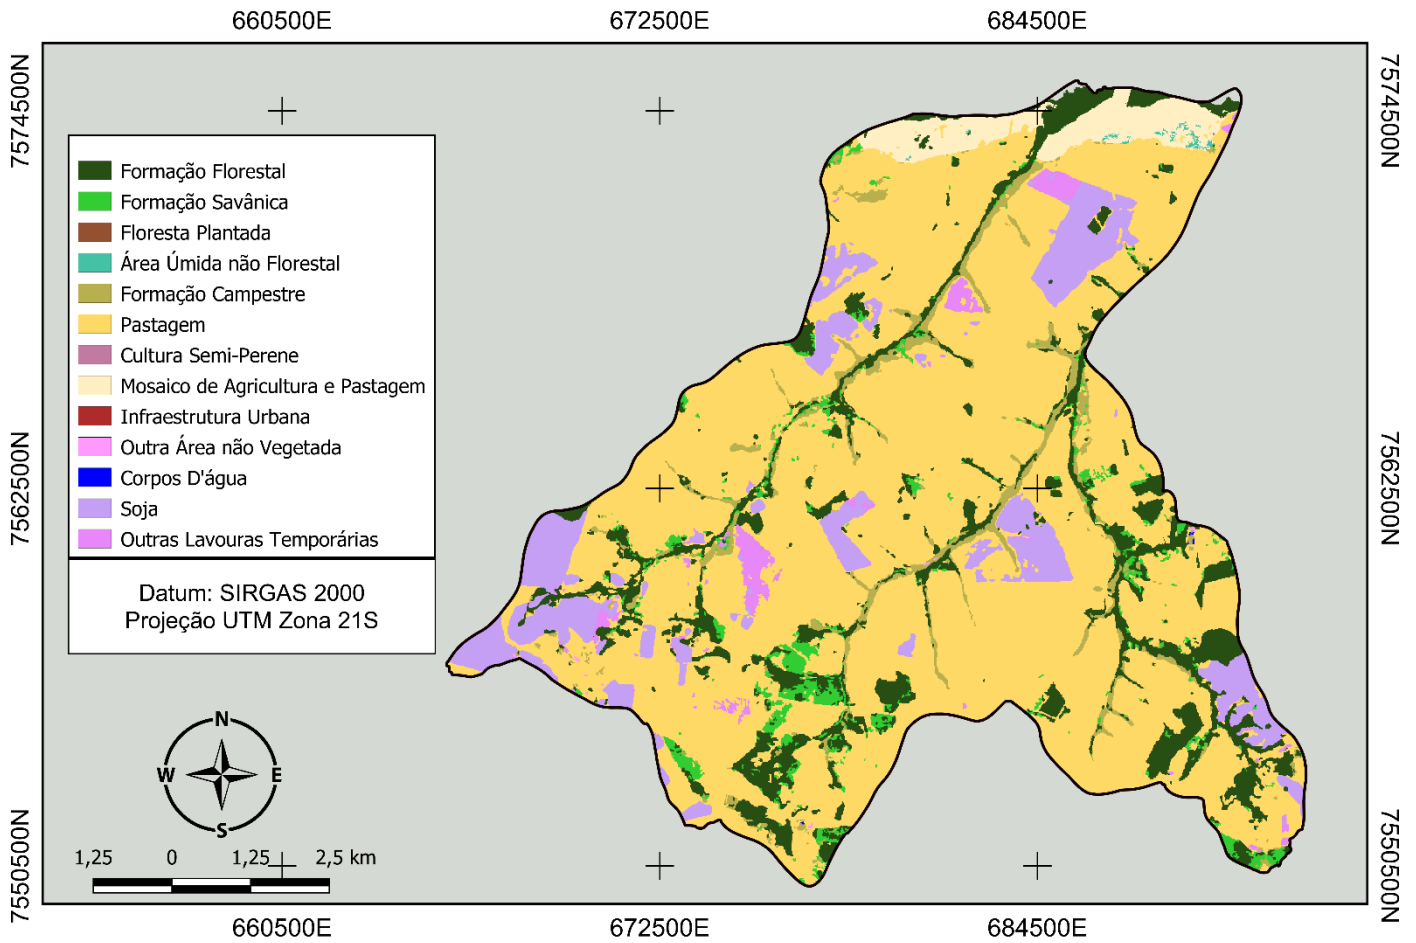 660500E 672500E 684500E
7574500N 7574500N
Formação Florestal
Formação Savânica
Floresta Plantada
Área Úmida não Florestal
Formação Campestre
Pastagem
Cultura Semi-Perene
Mosaico de Agricultura e Pastagem
Infraestrutura Urbana
Outra Área não Vegetada
Corpos D'água
Soja
Outras Lavouras Temporárias
7562500N 7562500N
Datum: SIRGAS 2000
Projeção UTM Zona 21S
N
W E
S
1,25 0 1,25 2,5 km
7550500N 7550500N
660500E 672500E 684500E